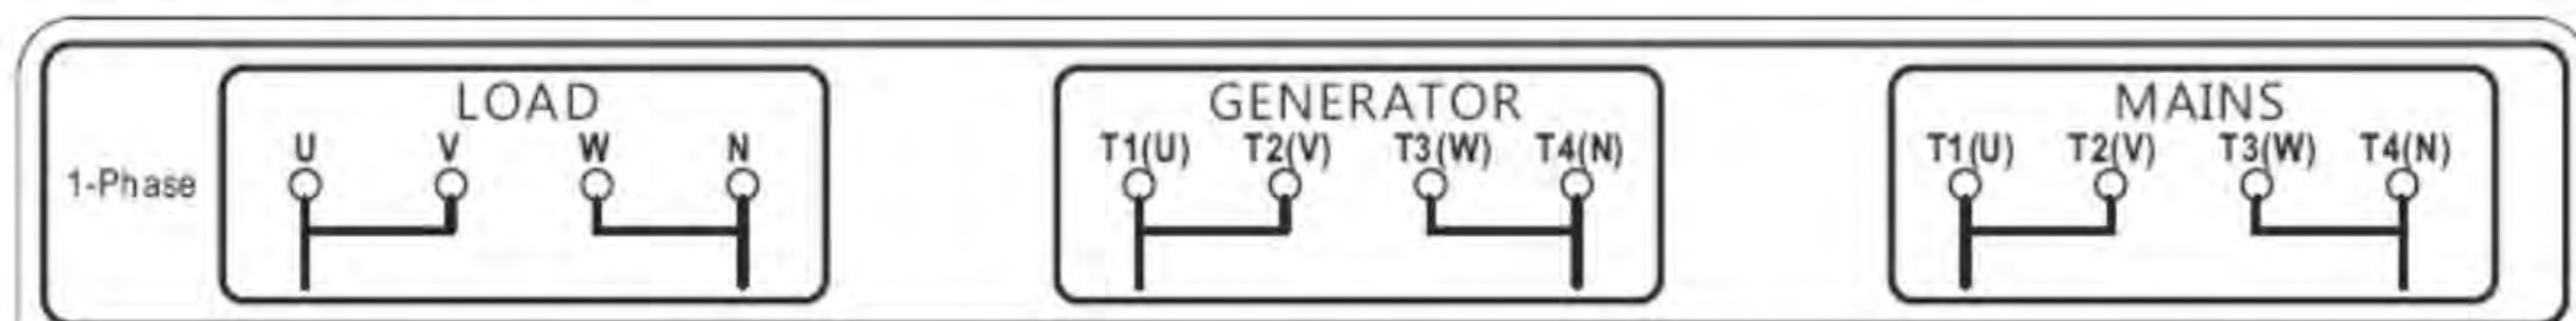 LOAD GENERATOR MAINS
U V W N T1(U) T2(V) T3(W) T4(N) T1(U) T2(V) T3(W) T4(N)
1-Phase